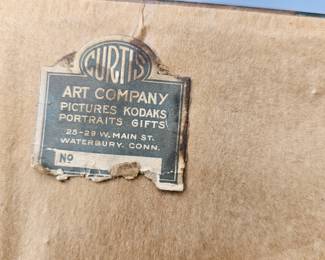 CURTIS
ART COMPANY
PICTURES KODAKS
PORTRAITS GIFTS
25-29 W. MAIN ST.
WATERBURY, CONN.
No